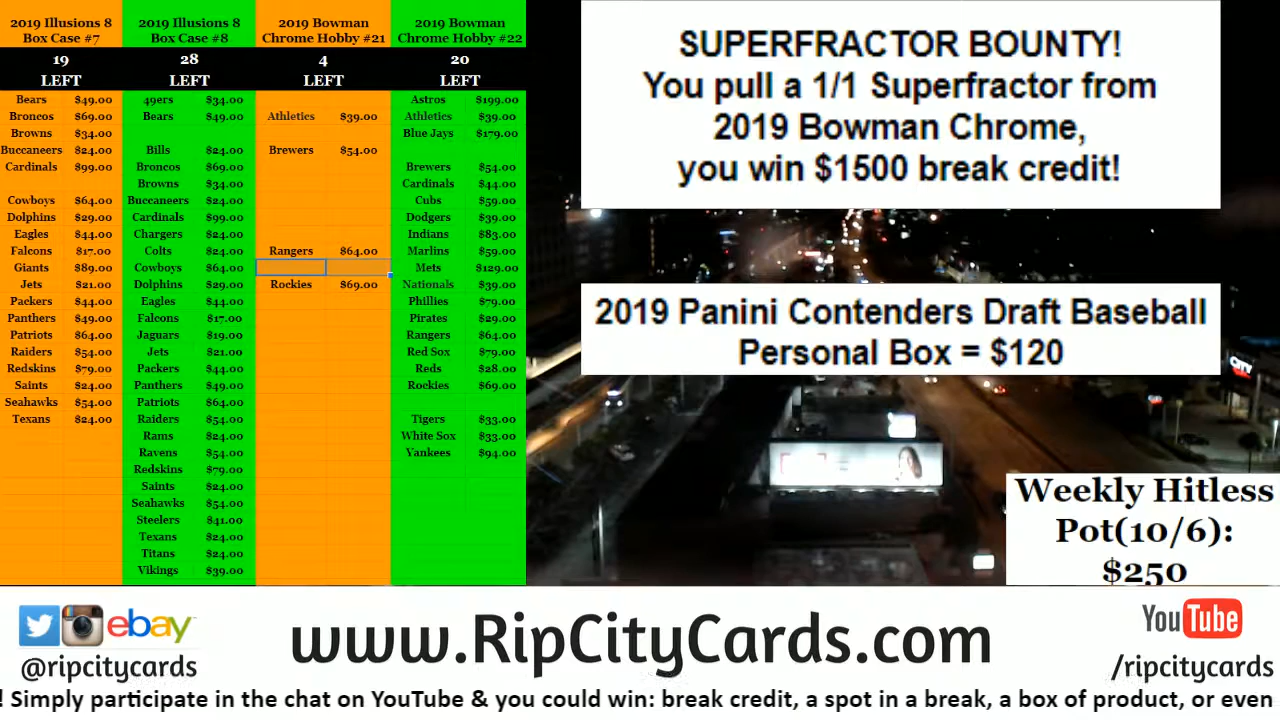 2019 Illusions 8
Box Case #7
19
LEFT
Bears $49.00
Broncos $69.00
Browns $34.00
Buccaneers $24.00
Cardinals $99.00
Cowboys $64.00
Dolphins $29.00
Eagles $44.00
Falcons $17.00
Giants $89.00
Jets $21.00
Packers $44.00
Panthers $49.00
Patriots $64.00
Raiders $54.00
Redskins $79.00
Saints $24.00
Seahawks $54.00
Texans $24.00
2019 Illusions 8
Box Case #8
28
LEFT
49ers $34.00
Bears $49.00
Bills $24.00
Broncos $69.00
Browns $34.00
Buccaneers $24.00
Cardinals $99.00
Chargers $24.00
Colts $24.00
Cowboys $64.00
Dolphins $29.00
Eagles $44.00
Falcons $17.00
Jaguars $19.00
Jets $21.00
Packers $44.00
Panthers $49.00
Patriots $64.00
Raiders $54.00
Rams $24.00
Ravens $54.00
Redskins $79.00
Saints $24.00
Seahawks $54.00
Steelers $41.00
Texans $24.00
Titans $24.00
Vikings $39.00
2019 Bowman
Chrome Hobby #21
4
LEFT
Athletics $39.00
Brewers $54.00
Rangers $64.00
Rockies $69.00
2019 Bowman
Chrome Hobby #22
20
LEFT
Astros $199.00
Athletics $39.00
Blue Jays $179.00
Brewers $54.00
Cardinals $44.00
Cubs $59.00
Dodgers $39.00
Indians $83.00
Marlins $59.00
Mets $129.00
Nationals $39.00
Phillies $79.00
Pirates $29.00
Rangers $64.00
Red Sox $79.00
Reds $28.00
Rockies $69.00
Tigers $33.00
White Sox $33.00
Yankees $94.00
SUPERFRACTOR BOUNTY!
You pull a 1/1 Superfractor from
2019 Bowman Chrome,
you win $1500 break credit!
2019 Panini Contenders Draft Baseball
Personal Box = $120
Weekly Hitless
Pot(10/6):
$250
ebay
@ripcitycards
www.RipCityCards.com
YouTube
/ripcitycards
! Simply participate in the chat on YouTube & you could win: break credit, a spot in a break, a box of product, or even